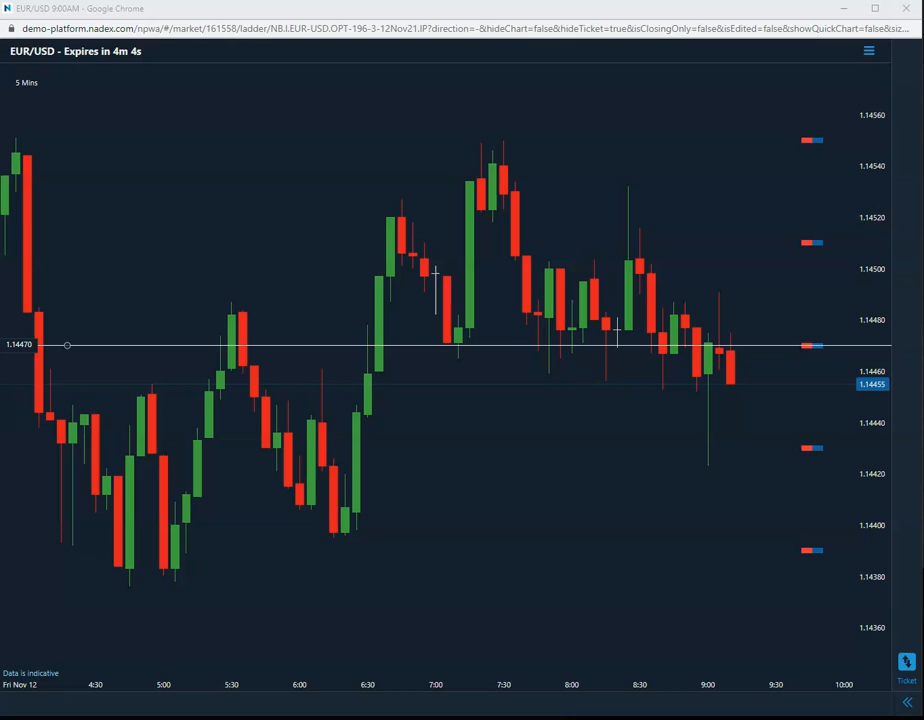 EUR/USD 9:00AM - Google Chrome
demo-platform.nadex.com/npwa/#/market/161558/ladder/NB.I.EUR-USD.OPT-196-3-12Nov21.IP?direction=-&hideChart=false&hideTicket=true&isClosingOnly=false&isEdited=false&showQuickChart=false&siz...
EUR/USD - Expires in 4m 4s
5 Mins
1.14560
1.14540
1.14520
1.14500
1.14480
1.14470
1.14460
1.14455
1.14440
1.14420
1.14400
1.14380
1.14360
Data is indicative
Fri Nov 12 4:30 5:00 5:30 6:00 6:30 7:00 7:30 8:00 8:30 9:00 9:30 10:00
Ticket